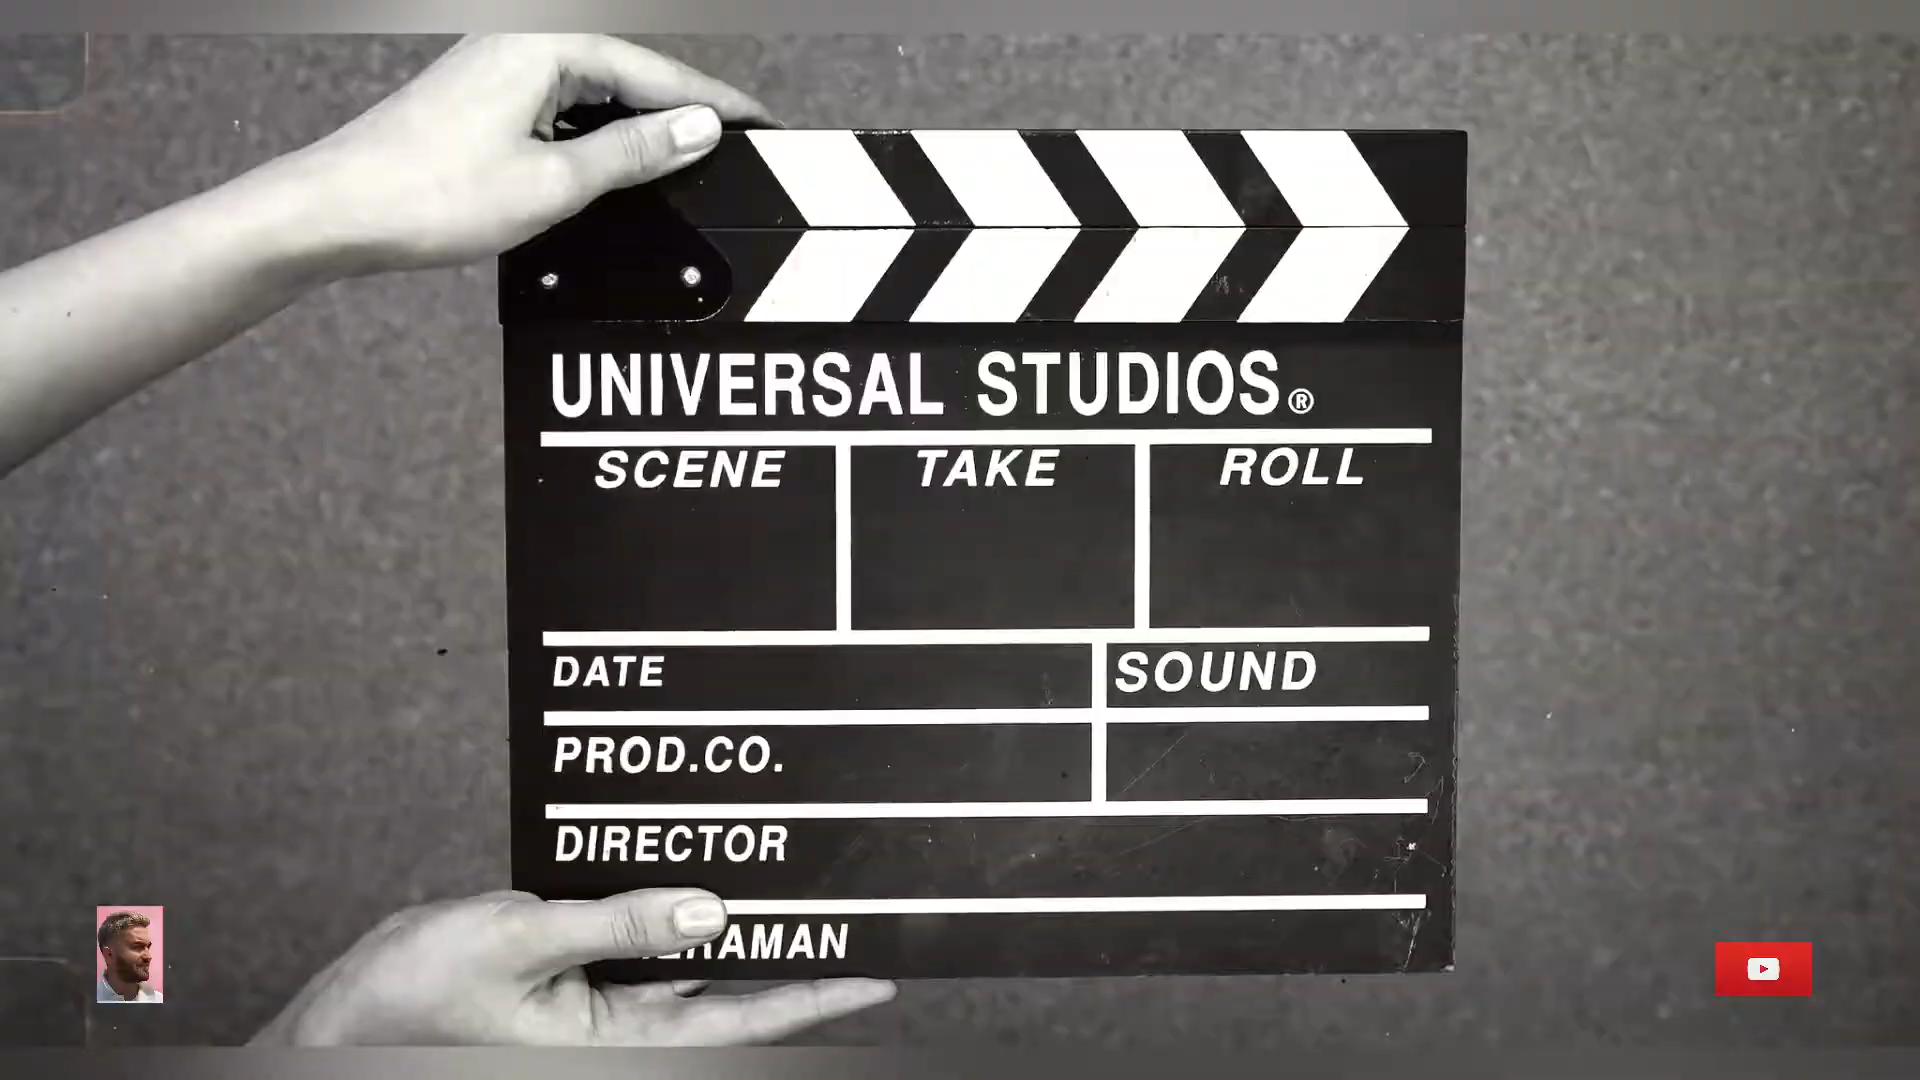 UNIVERSAL STUDIOS®
SCENE TAKE ROLL
DATE SOUND
PROD.CO.
DIRECTOR